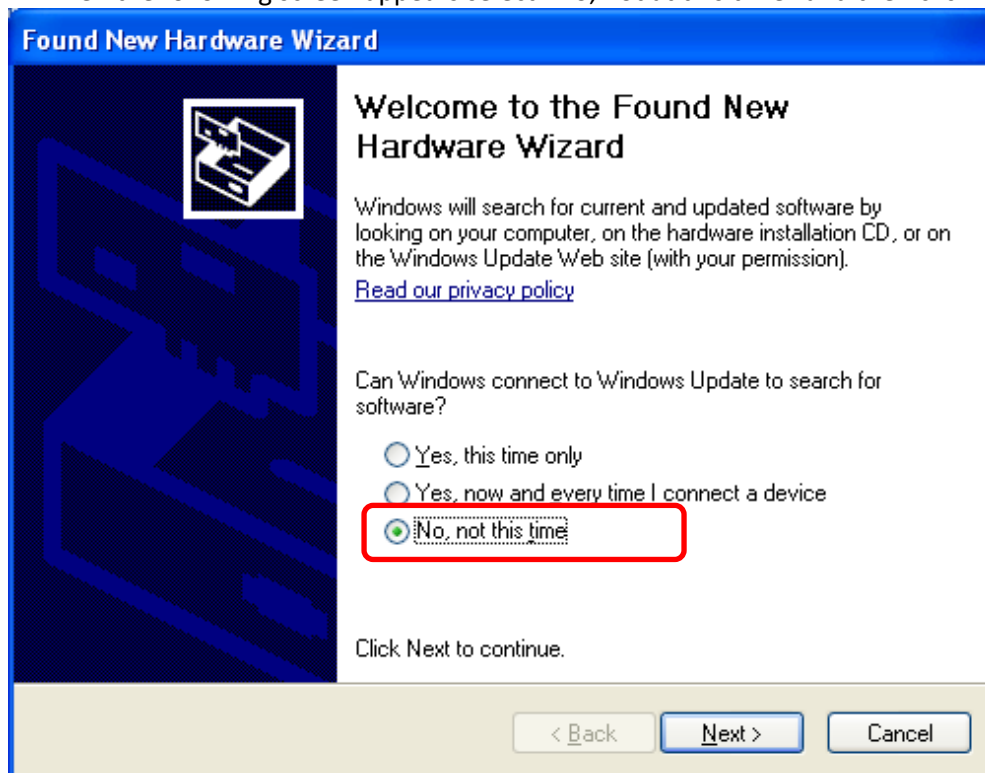 Found New Hardware Wizard
Welcome to the Found New
Hardware Wizard
Windows will search for current and updated software by
looking on your computer, on the hardware installation CD, or on
the Windows Update Web site (with your permission).
Read our privacy policy
Can Windows connect to Windows Update to search for
software?
Yes, this time only
Yes, now and every time I connect a device
No, not this time
Click Next to continue.
< Back
Next >
Cancel